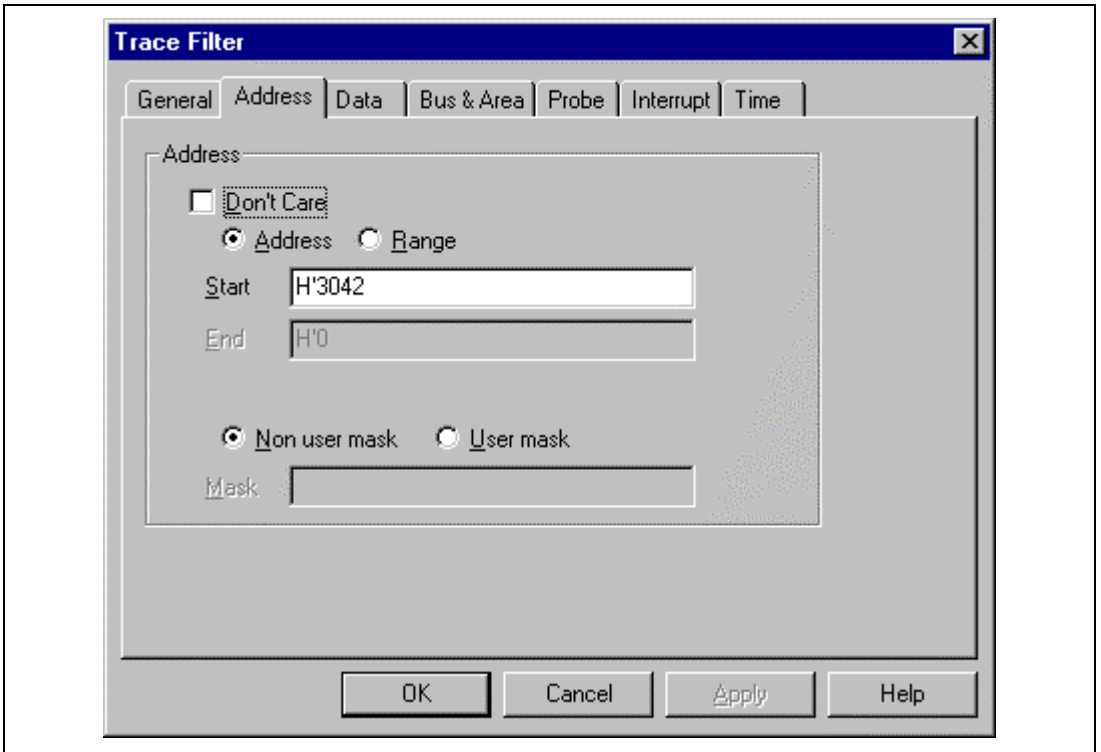 Trace Filter
General Address Data Bus & Area Probe Interrupt Time
Address
Don't Care
Address Range
Start H'3042
End H'0
Non user mask User mask
Mask
OK Cancel Apply Help